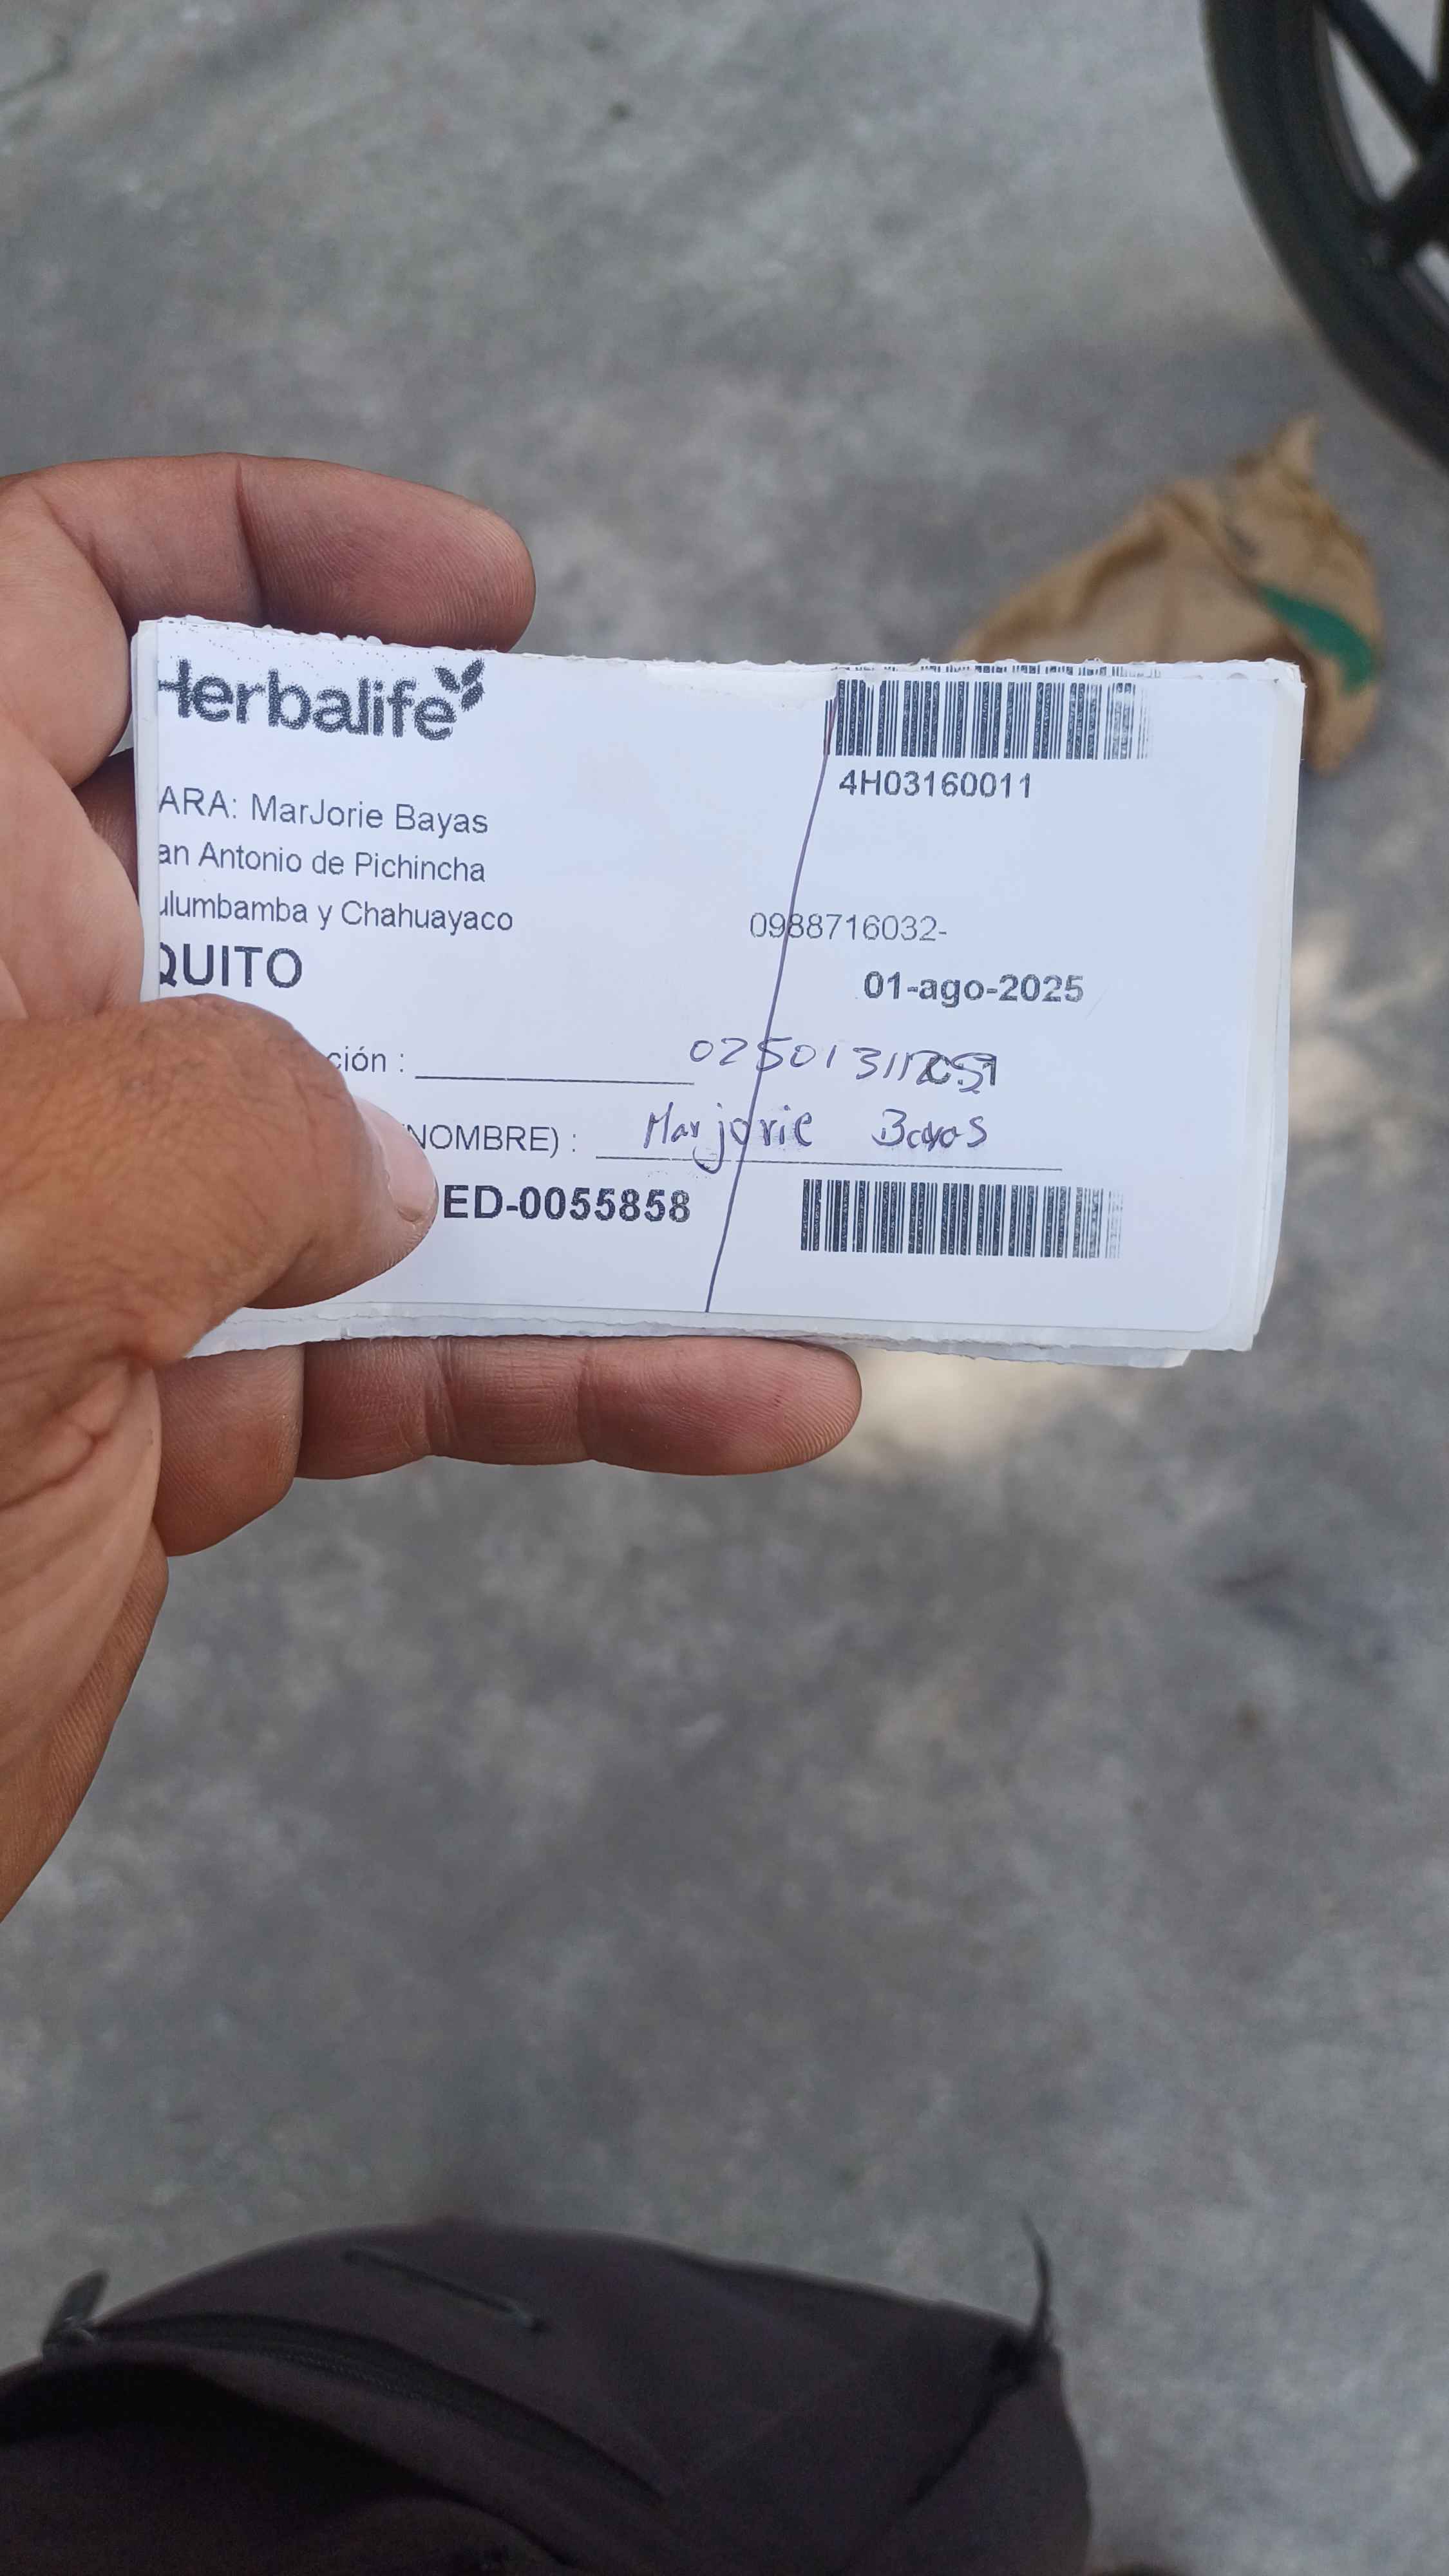 Herbalife
4H03160011
ARA: MarJorie Bayas
an Antonio de Pichincha
ulumbamba y Chahuayaco
0988716032-
QUITO
01-ago-2025
ción :
NOMBRE) : Marjorie Bayas
ED-0055858